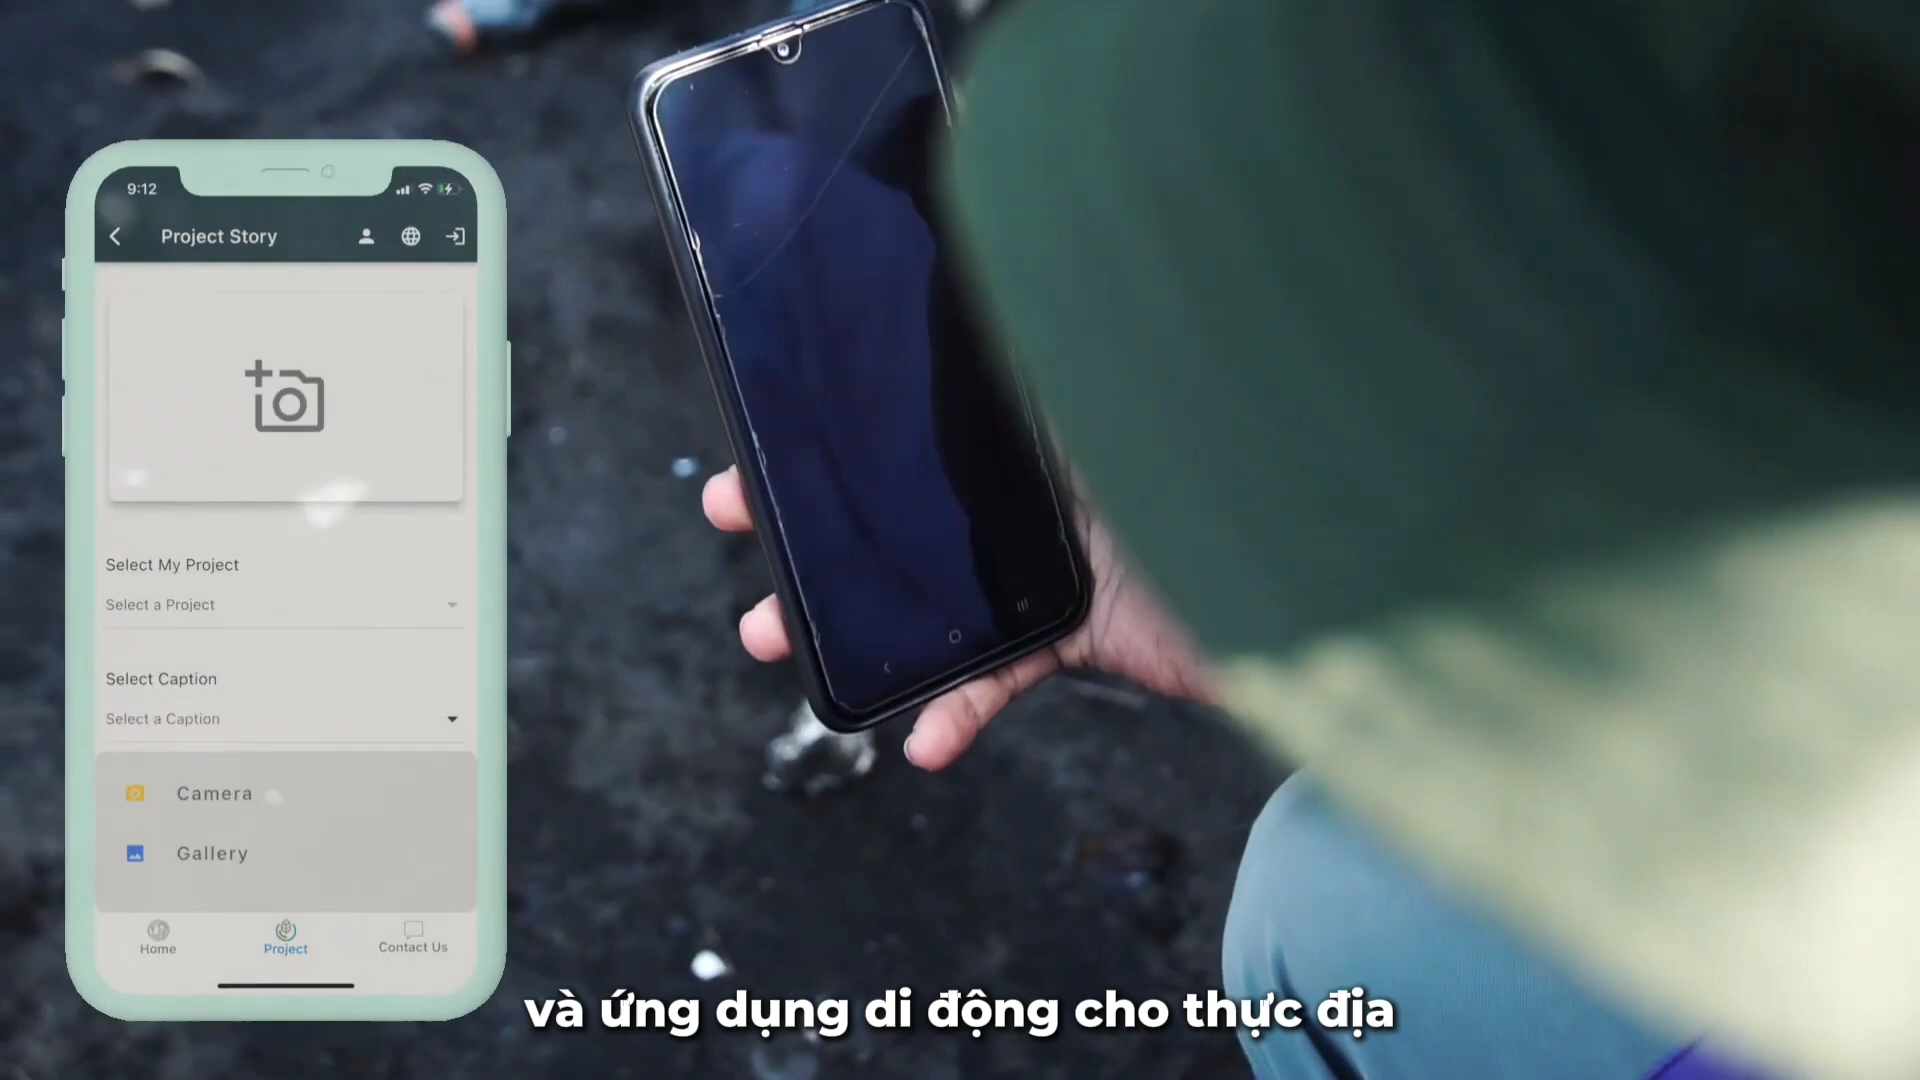 9:12
Project Story
Select My Project
Select a Project
Select Caption
Select a Caption
Camera
Gallery
Home
Project
Contact Us
và ứng dụng di động cho thực địa